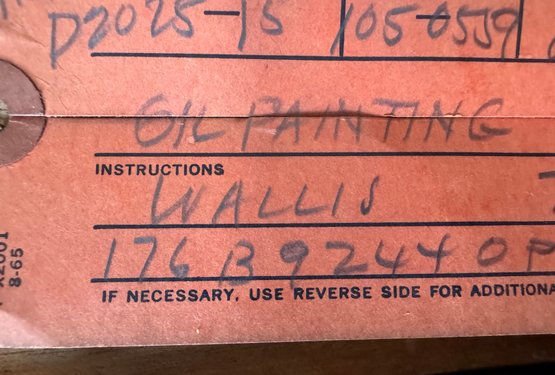 D2025-15 105-0559
OIL PAINTING
INSTRUCTIONS
WALLIS
176 B 9244 OP
IF NECESSARY, USE REVERSE SIDE FOR ADDITIONA
8-65